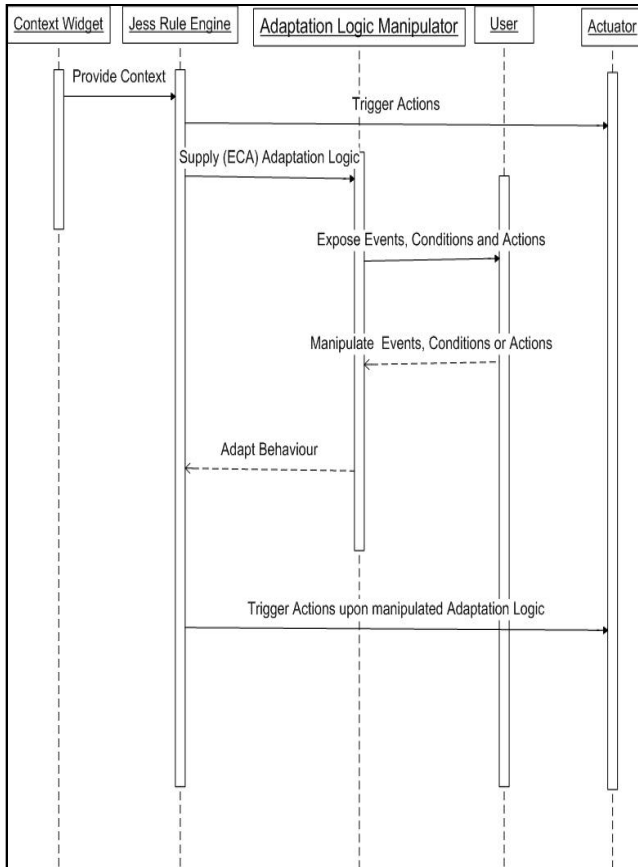 Context Widget
Jess Rule Engine
Adaptation Logic Manipulator
User
Actuator
Provide Context
Trigger Actions
Supply (ECA) Adaptation Logic
Expose Events, Conditions and Actions
Manipulate Events, Conditions or Actions
Adapt Behaviour
Trigger Actions upon manipulated Adaptation Logic